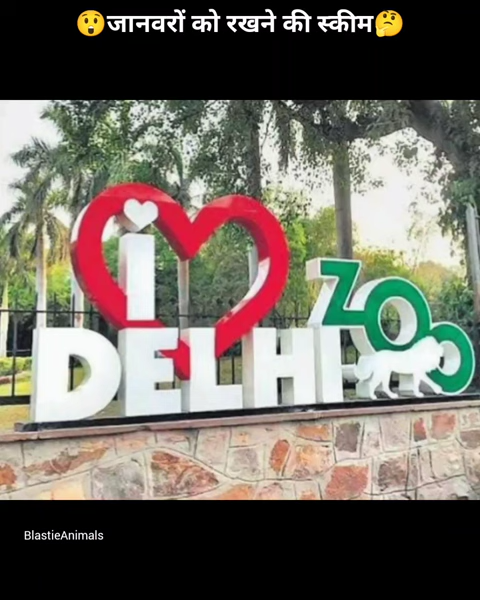 😲जानवरों को रखने की स्कीम🤔
i
ZOO
DELHI
BlastieAnimals